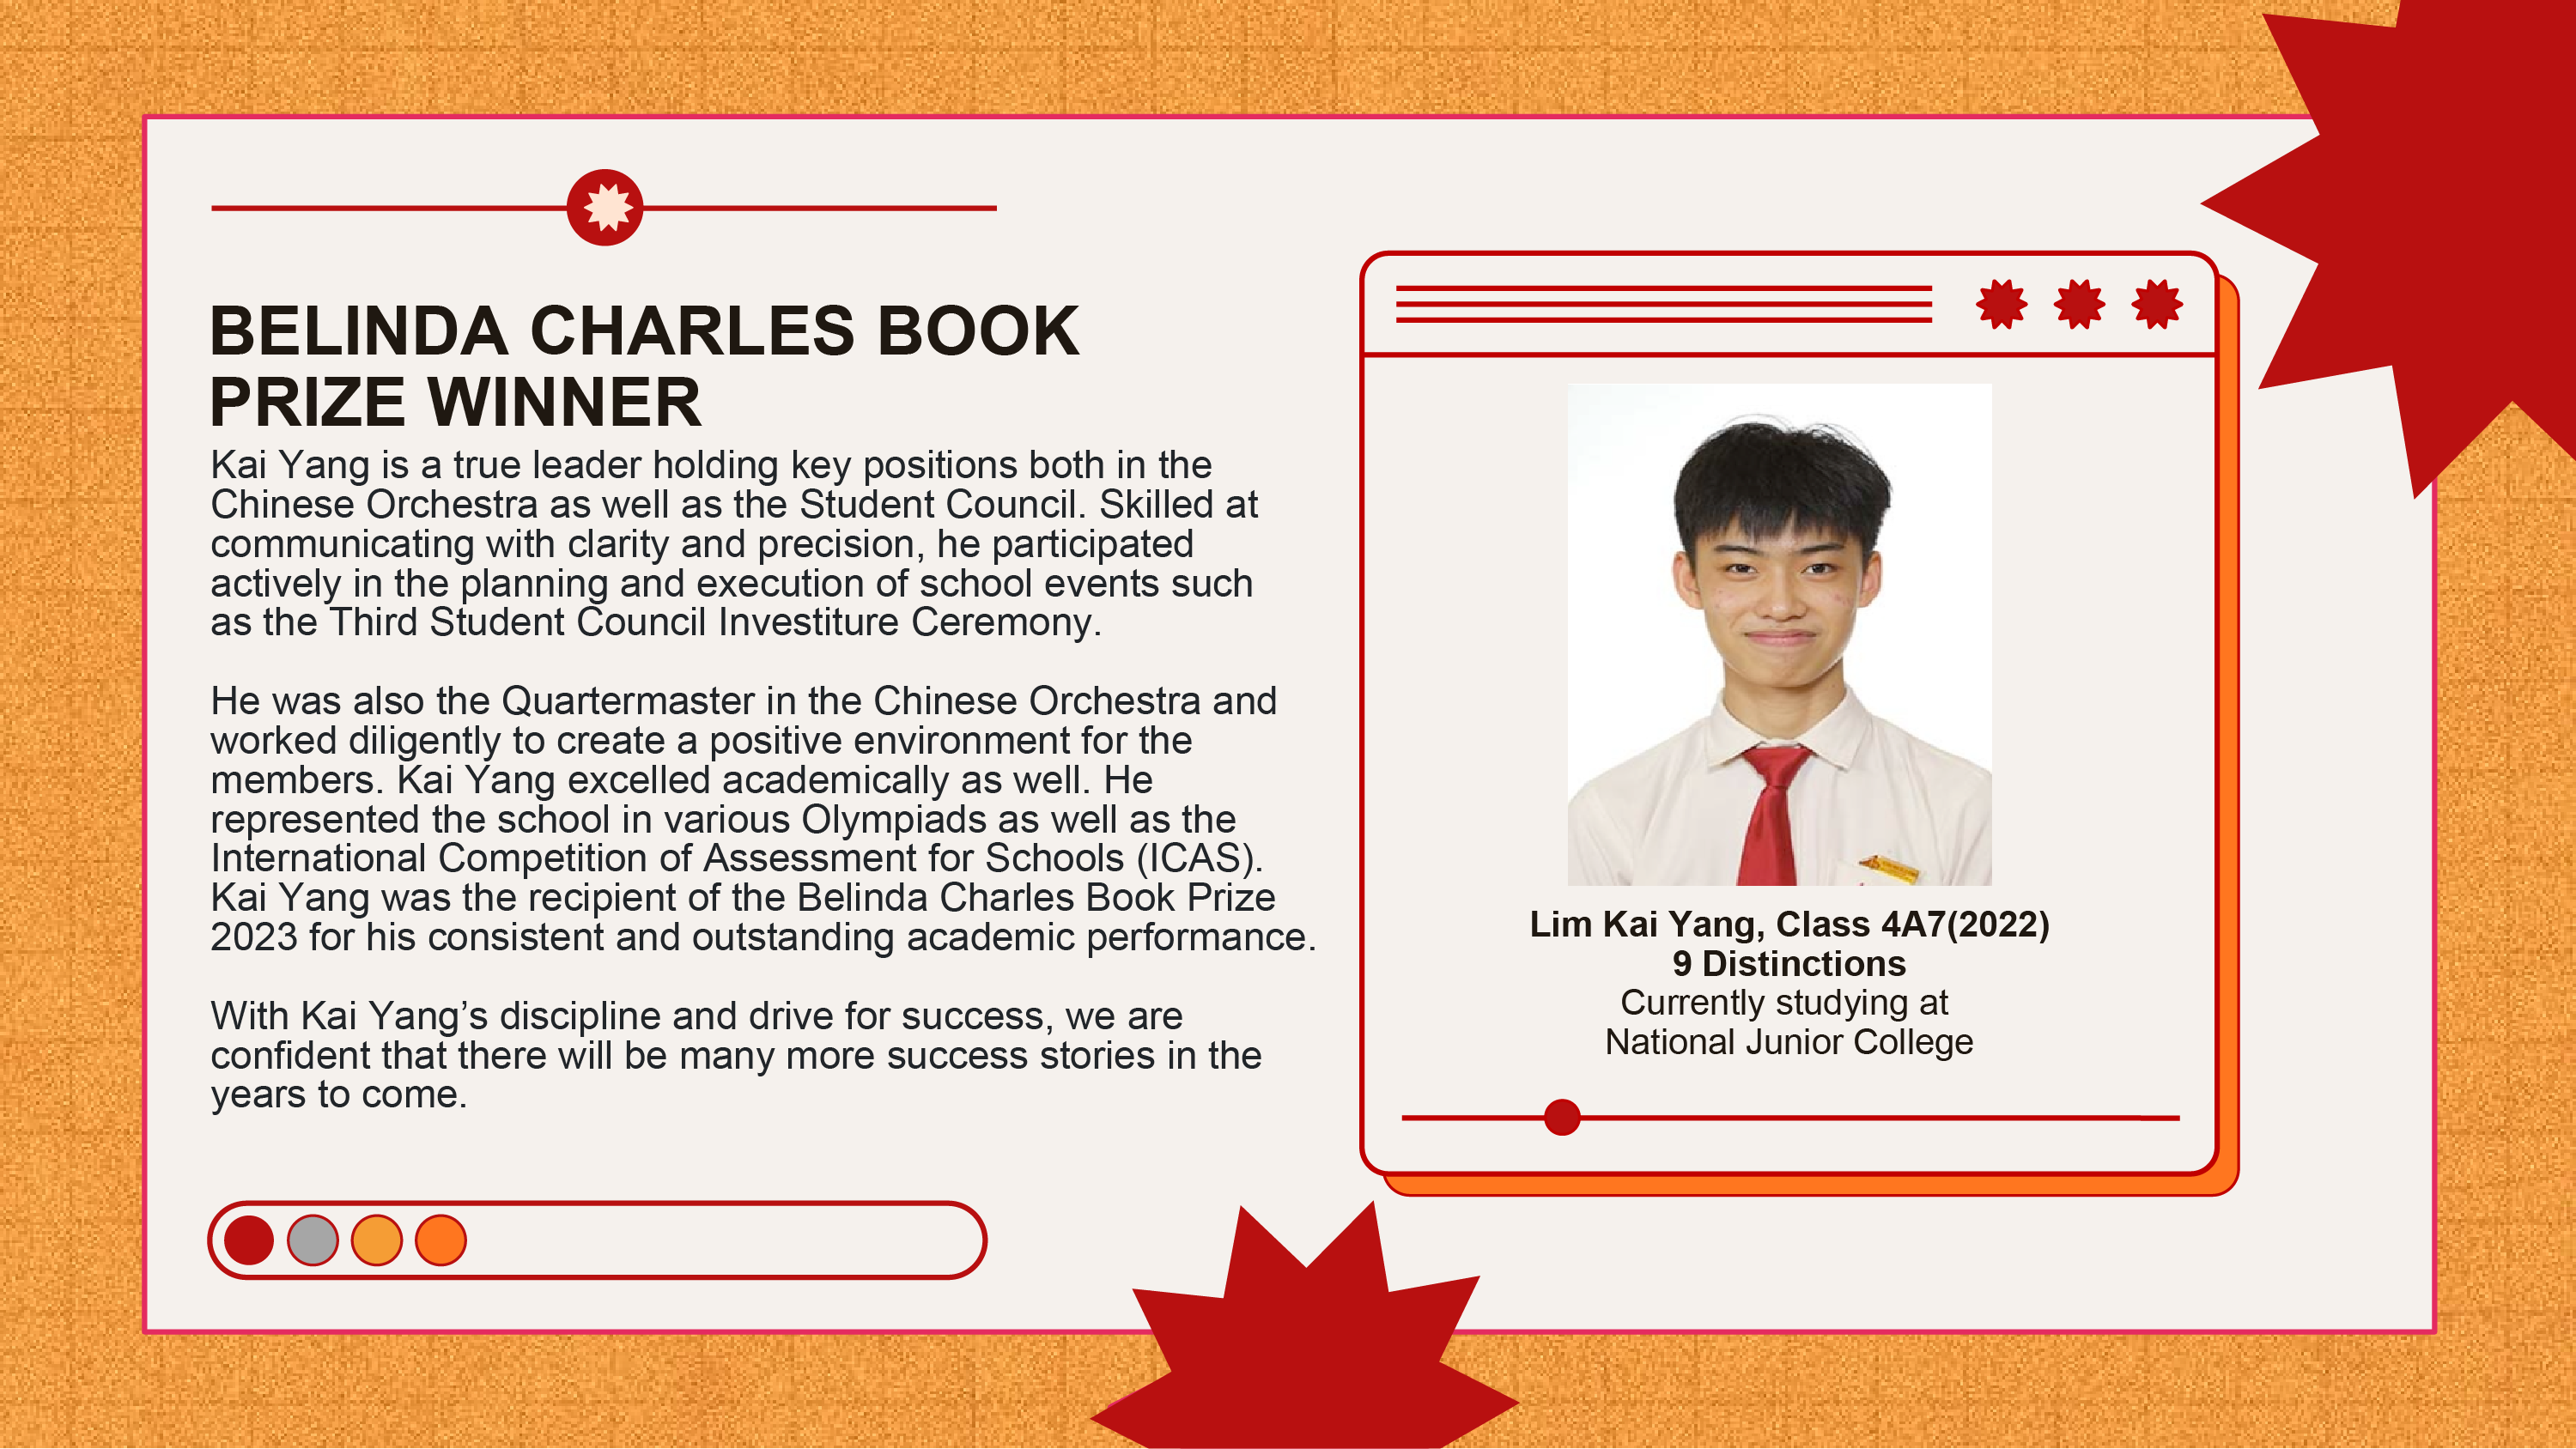 BELINDA CHARLES BOOK
PRIZE WINNER
Kai Yang is a true leader holding key positions both in the
Chinese Orchestra as well as the Student Council. Skilled at
communicating with clarity and precision, he participated
actively in the planning and execution of school events such
as the Third Student Council Investiture Ceremony.
He was also the Quartermaster in the Chinese Orchestra and
worked diligently to create a positive environment for the
members. Kai Yang excelled academically as well. He
represented the school in various Olympiads as well as the
International Competition of Assessment for Schools (ICAS).
Kai Yang was the recipient of the Belinda Charles Book Prize
2023 for his consistent and outstanding academic performance.
With Kai Yang’s discipline and drive for success, we are
confident that there will be many more success stories in the
years to come.
Lim Kai Yang, Class 4A7(2022)
9 Distinctions
Currently studying at
National Junior College